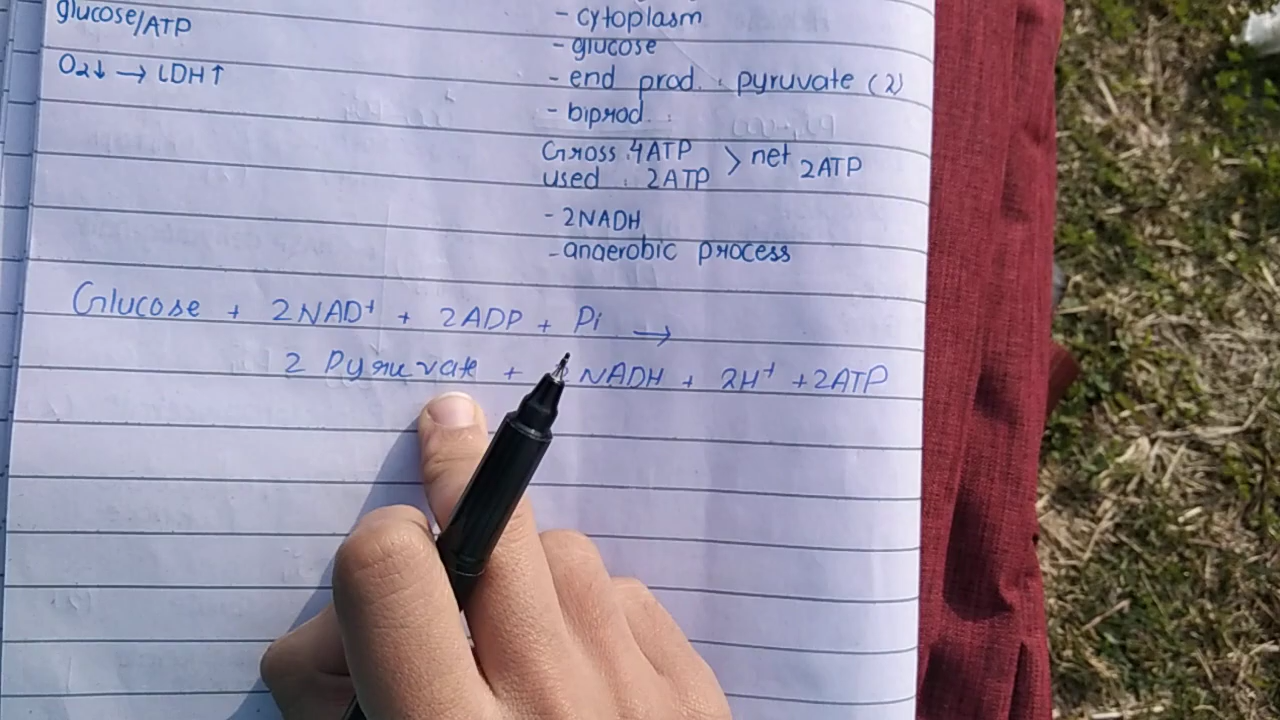 glucose/ATP
O2↓ → LDH↑
- cytoplasm
- glucose
- end prod. : pyruvate (2)
- biprod. :
Gross : 4ATP > net 2ATP
used : 2ATP
- 2NADH
- anaerobic process
Glucose + 2NAD+ + 2ADP + Pi →
2 Pyruvate + NADH + 2H+ + 2ATP